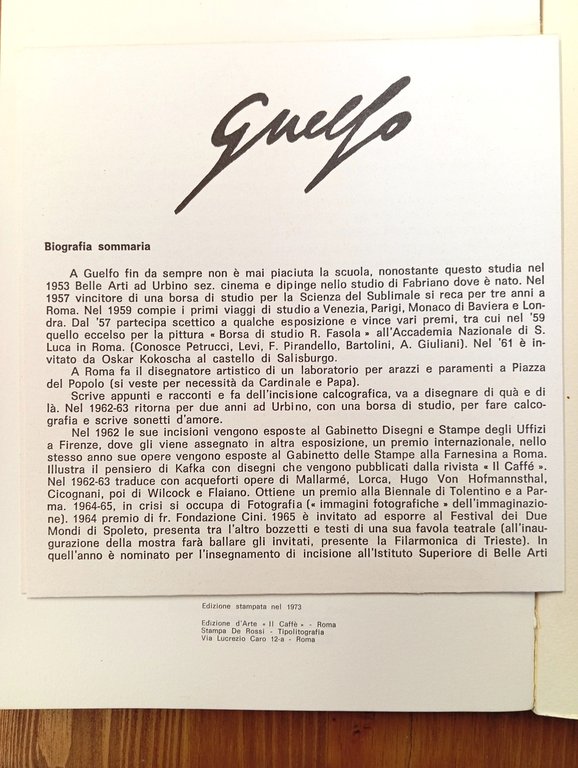 Guelfo
Biografia sommaria
A Guelfo fin da sempre non è mai piaciuta la scuola, nonostante questo studia nel
1953 Belle Arti ad Urbino sez. cinema e dipinge nello studio di Fabriano dove è nato. Nel
1957 vincitore di una borsa di studio per la Scienza del Sublimale si reca per tre anni a
Roma. Nel 1959 compie i primi viaggi di studio a Venezia, Parigi, Monaco di Baviera e Lon-
dra. Dal '57 partecipa scettico a qualche esposizione e vince vari premi, tra cui nel '59
quello eccelso per la pittura « Borsa di studio R. Fasola » all'Accademia Nazionale di S.
Luca in Roma. (Conosce Petrucci, Levi, F. Pirandello, Bartolini, A. Giuliani). Nel '61 è in-
vitato da Oskar Kokoscha al castello di Salisburgo.
A Roma fa il disegnatore artistico di un laboratorio per arazzi e paramenti a Piazza
del Popolo (si veste per necessità da Cardinale e Papa).
Scrive appunti e racconti e fa dell'incisione calcografica, va a disegnare di quà e di
là. Nel 1962-63 ritorna per due anni ad Urbino, con una borsa di studio, per fare calco-
grafia e scrive sonetti d'amore.
Nel 1962 le sue incisioni vengono esposte al Gabinetto Disegni e Stampe degli Uffizi
a Firenze, dove gli viene assegnato in altra esposizione, un premio internazionale, nello
stesso anno sue opere vengono esposte al Gabinetto delle Stampe alla Farnesina a Roma.
Illustra il pensiero di Kafka con disegni che vengono pubblicati dalla rivista « Il Caffé ».
Nel 1962-63 traduce con acqueforti opere di Mallarmé, Lorca, Hugo Von Hofmannsthal,
Cicognani, poi di Wilcock e Flaiano. Ottiene un premio alla Biennale di Tolentino e a Par-
ma. 1964-65, in crisi si occupa di Fotografia (« immagini fotografiche » dell'immaginazio-
ne). 1964 premio di fr. Fondazione Cini. 1965 è invitato ad esporre al Festival dei Due
Mondi di Spoleto, presenta tra l'altro bozzetti e testi di una sua favola teatrale (all'inau-
gurazione della mostra farà ballare gli invitati, presente la Filarmonica di Trieste). In
quell'anno è nominato per l'insegnamento di incisione all'Istituto Superiore di Belle Arti
Edizione stampata nel 1973
Edizione d'Arte « Il Caffè » - Roma
Stampa De Rossi - Tipolitografia
Via Lucrezio Caro 12-a - Roma